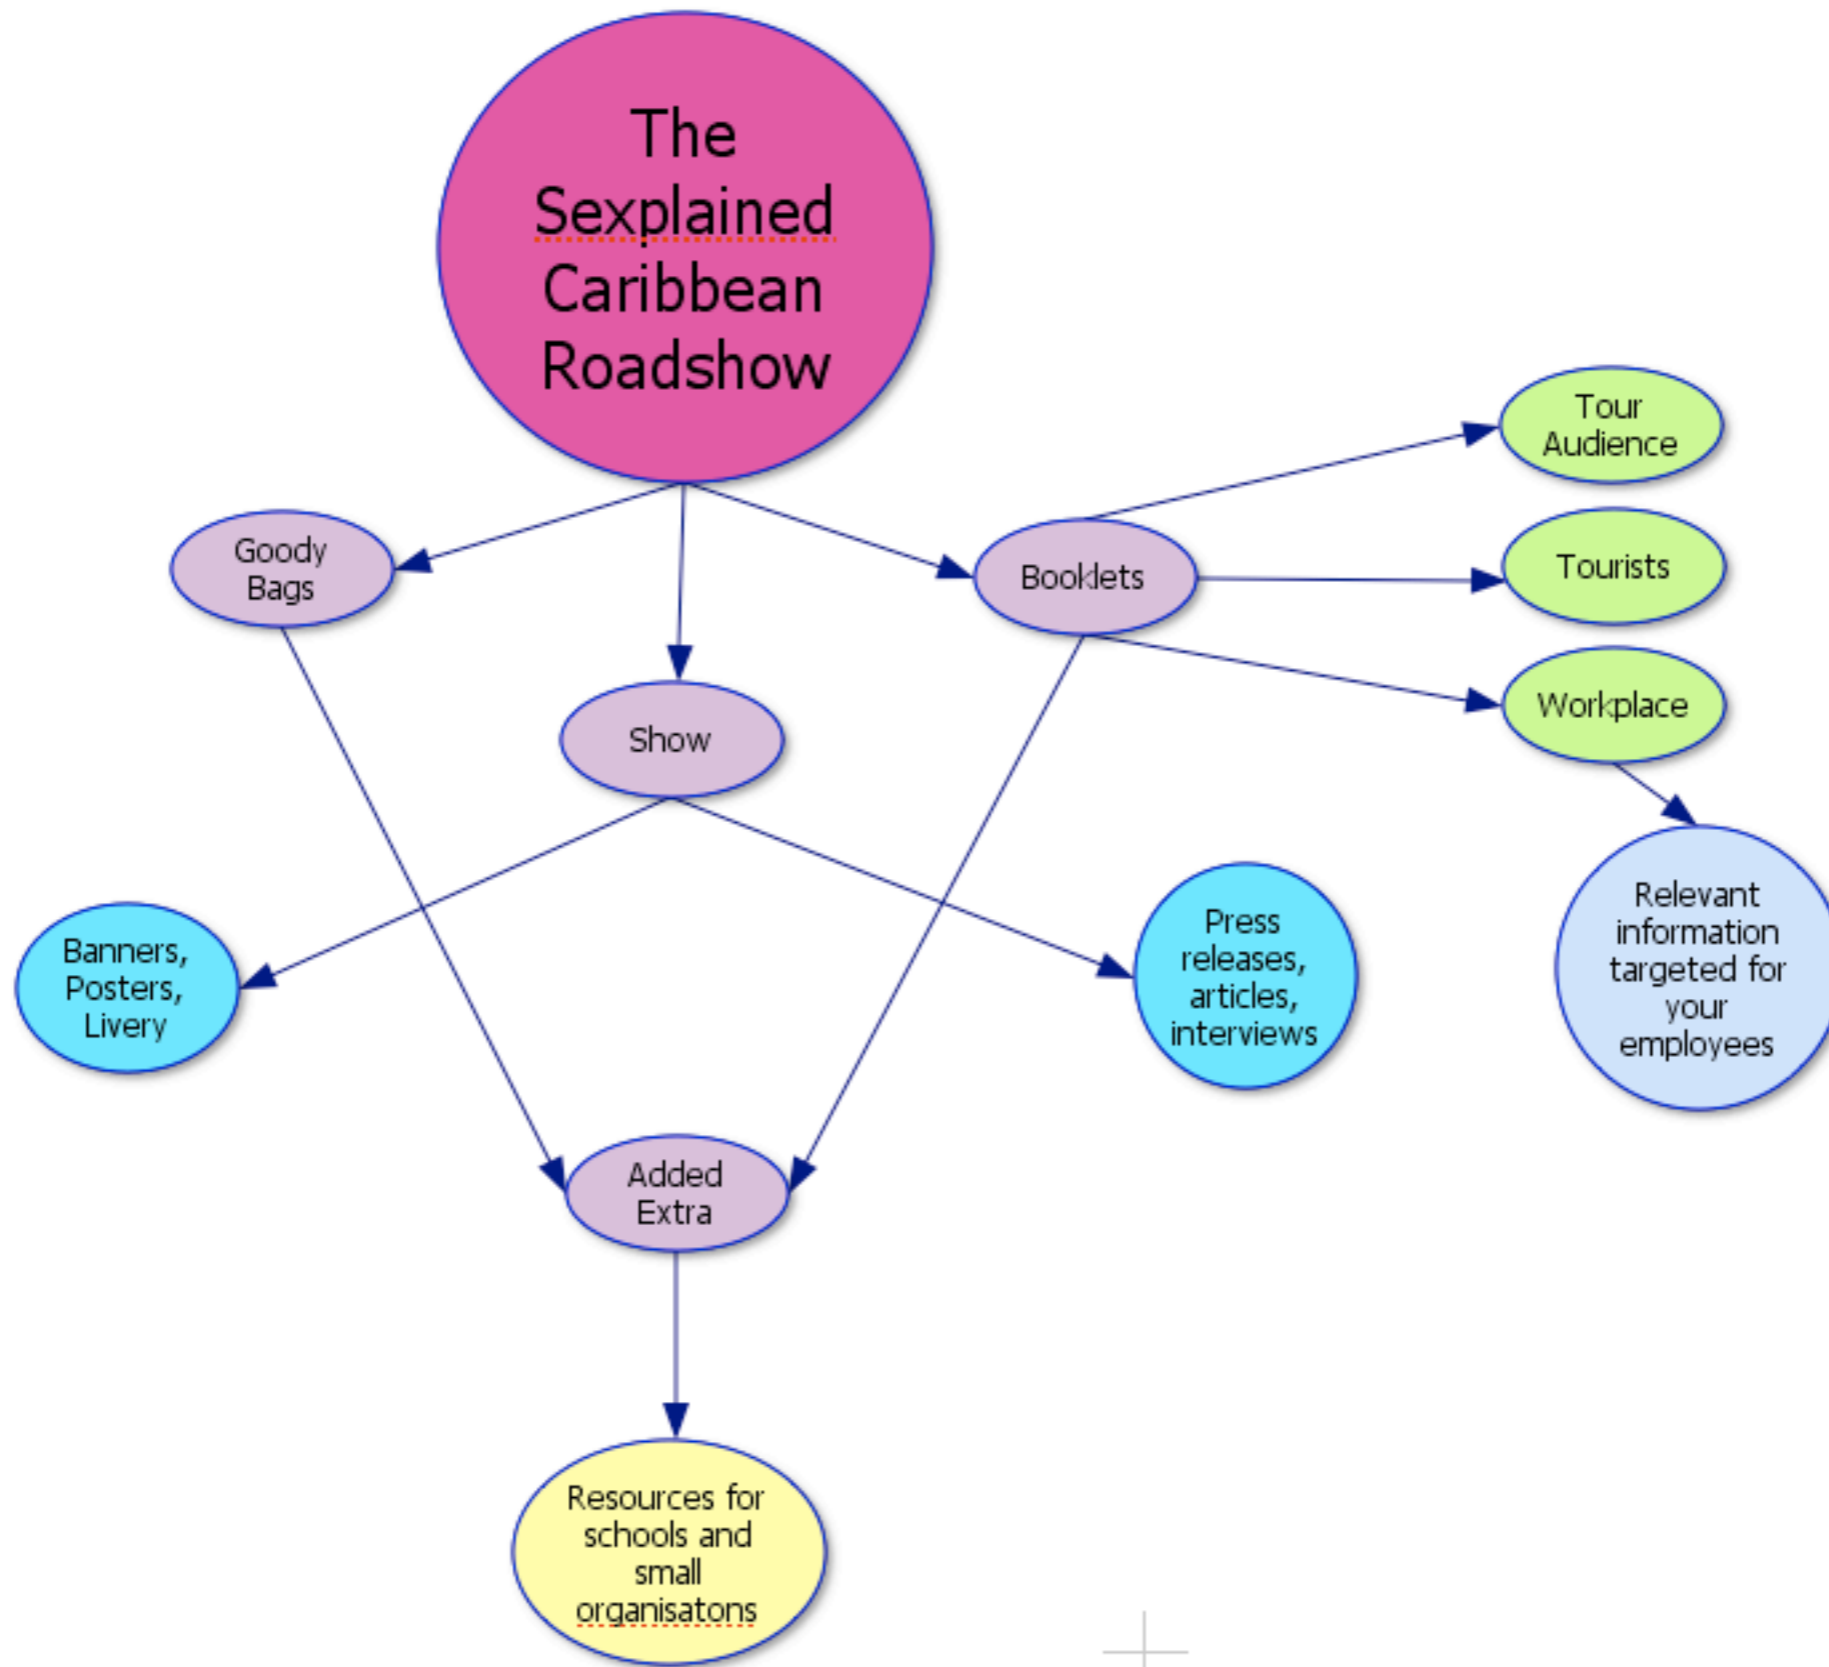 The
Sexplained
Caribbean
Roadshow
Tour
Audience
Goody
Bags
Booklets
Tourists
Workplace
Show
Banners,
Posters,
Livery
Press
releases,
articles,
interviews
Relevant
information
targeted for
your
employees
Added
Extra
Resources for
schools and
small
organisatons